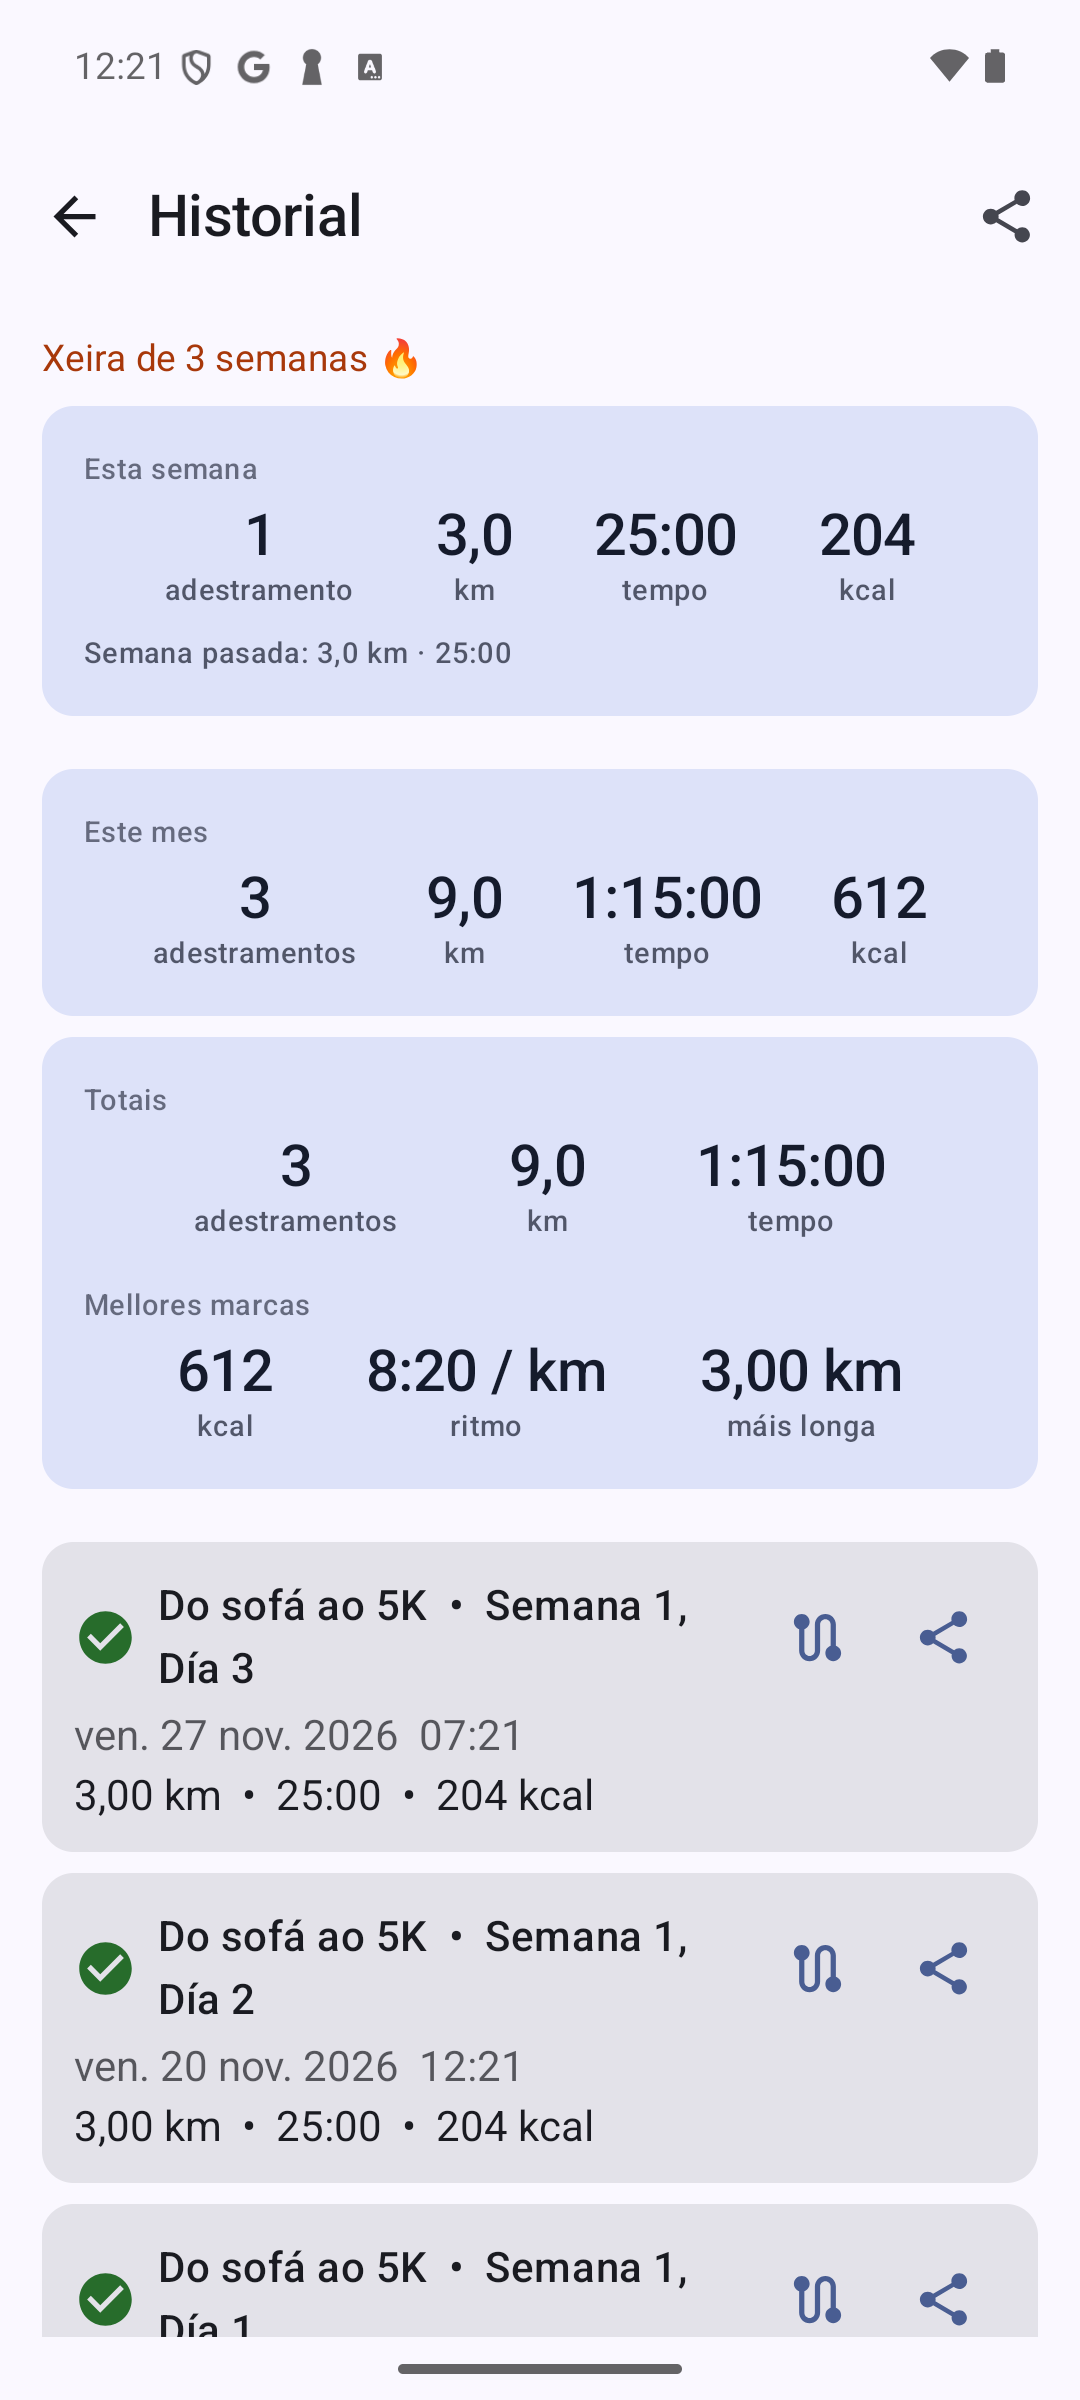 12:21
Historial
Xeira de 3 semanas 🔥
Esta semana
1 3,0 25:00 204
adestramento km tempo kcal
Semana pasada: 3,0 km · 25:00
Este mes
3 9,0 1:15:00 612
adestramentos km tempo kcal
Totais
3 9,0 1:15:00
adestramentos km tempo
Mellores marcas
612 8:20 / km 3,00 km
kcal ritmo máis longa
Do sofá ao 5K • Semana 1,
Día 3
ven. 27 nov. 2026 07:21
3,00 km • 25:00 • 204 kcal
Do sofá ao 5K • Semana 1,
Día 2
ven. 20 nov. 2026 12:21
3,00 km • 25:00 • 204 kcal
Do sofá ao 5K • Semana 1,
Día 1